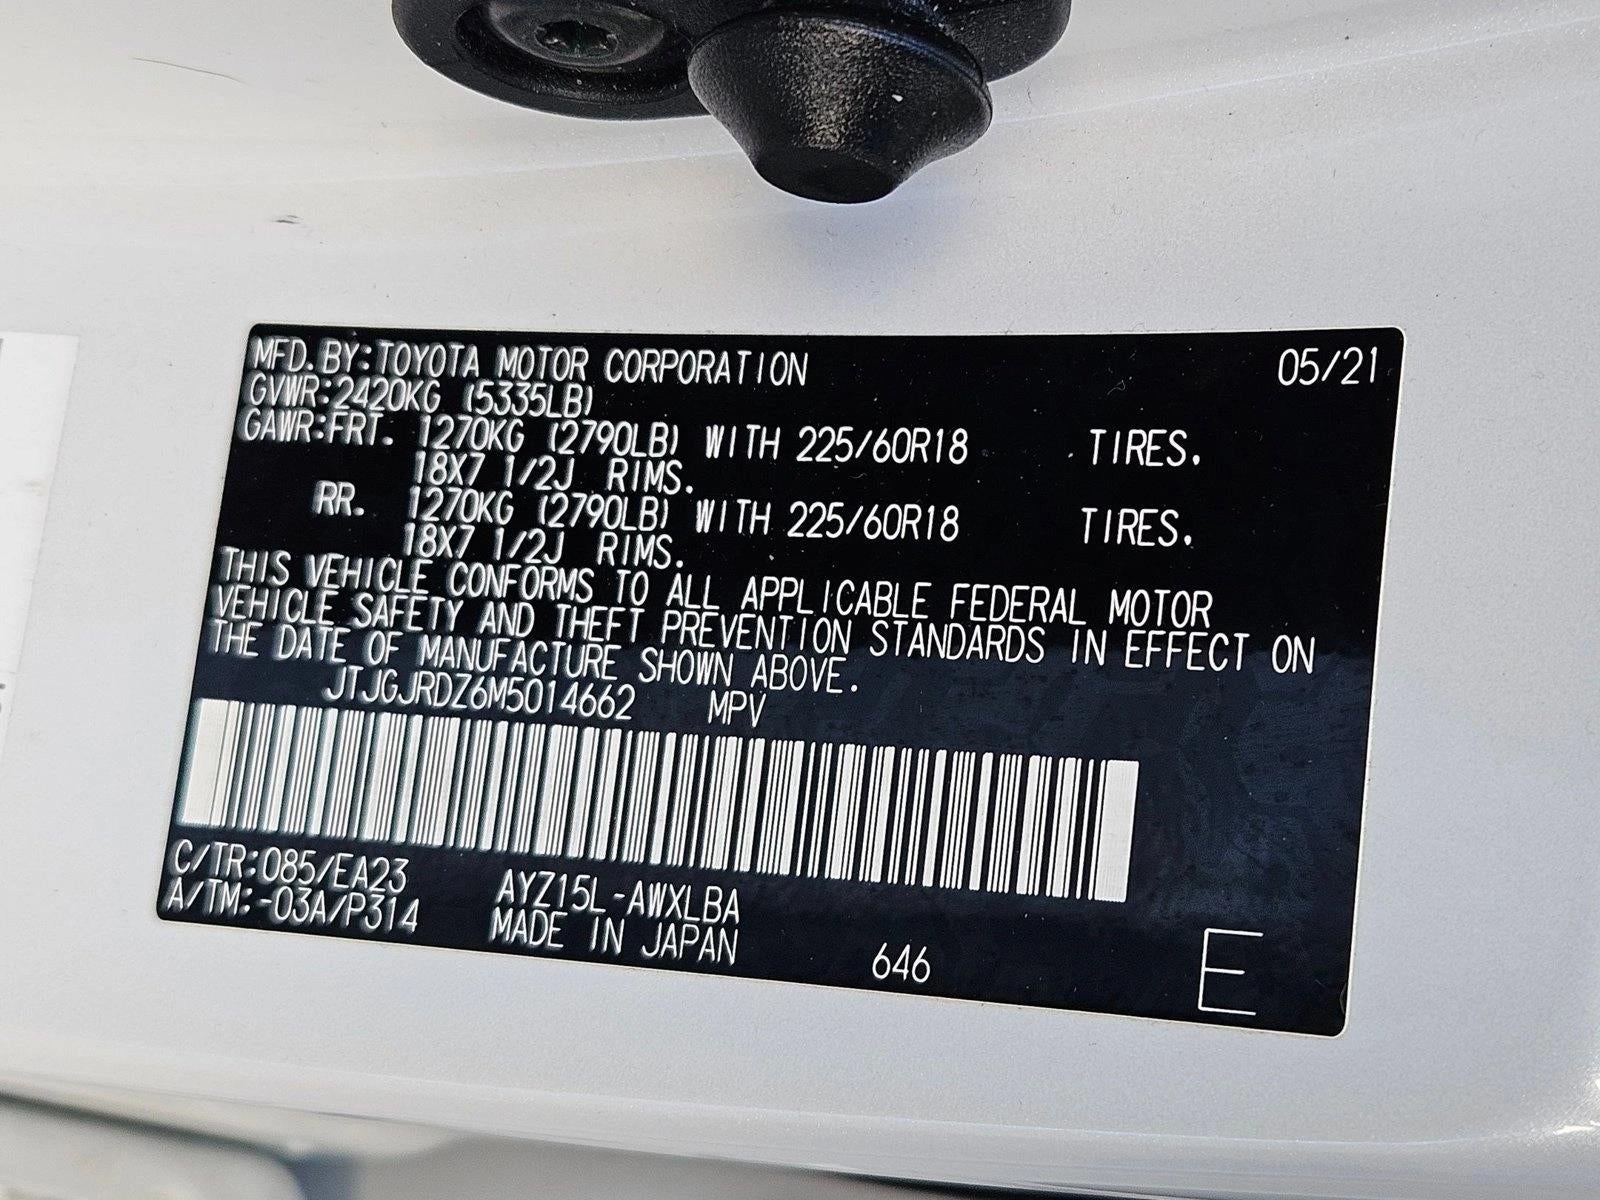 MFD. BY: TOYOTA MOTOR CORPORATION 05/21
GVWR: 2420KG (5335LB)
GAWR: FRT. 1270KG (2790LB) WITH 225/60R18 TIRES.
18X7 1/2J RIMS.
RR. 1270KG (2790LB) WITH 225/60R18 TIRES.
18X7 1/2J RIMS.
THIS VEHICLE CONFORMS TO ALL APPLICABLE FEDERAL MOTOR
VEHICLE SAFETY AND THEFT PREVENTION STANDARDS IN EFFECT ON
THE DATE OF MANUFACTURE SHOWN ABOVE.
JTJGJRDZ6M5014662 MPV
C/TR: 085/EA23
A/TM: -03A/P314
AYZ15L-AWXLBA
MADE IN JAPAN
646
E